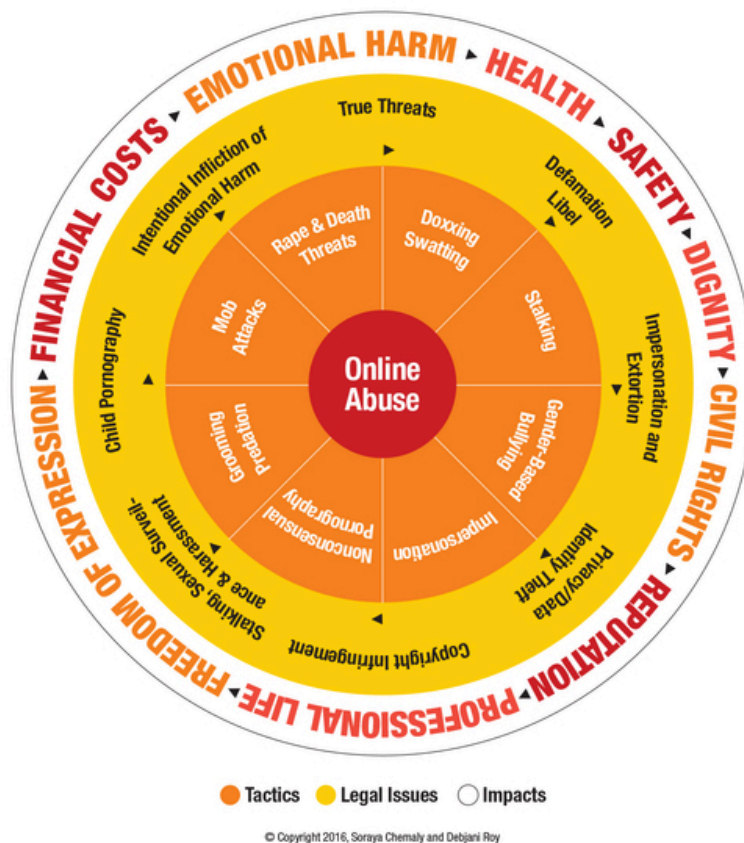 EMOTIONAL HARM
HEALTH
SAFETY
DIGNITY
CIVIL RIGHTS
REPUTATION
PROFESSIONAL LIFE
FREEDOM OF EXPRESSION
FINANCIAL COSTS
True Threats
Defamation
Libel
Impersonation and
Extortion
Privacy/Data
Identity Theft
Copyright Infringement
Stalking, Sexual Surveil-
ance & Harassment
Child Pornography
Intentional Infliction of
Emotional Harm
Doxxing
Swatting
Stalking
Gender-Based
Bullying
Impersonation
Nonconsensual
Pornography
Grooming
Predation
Mob
Attacks
Rape & Death
Threats
Online
Abuse
Tactics
Legal Issues
Impacts
© Copyright 2016, Soraya Chemaly and Debjani Roy